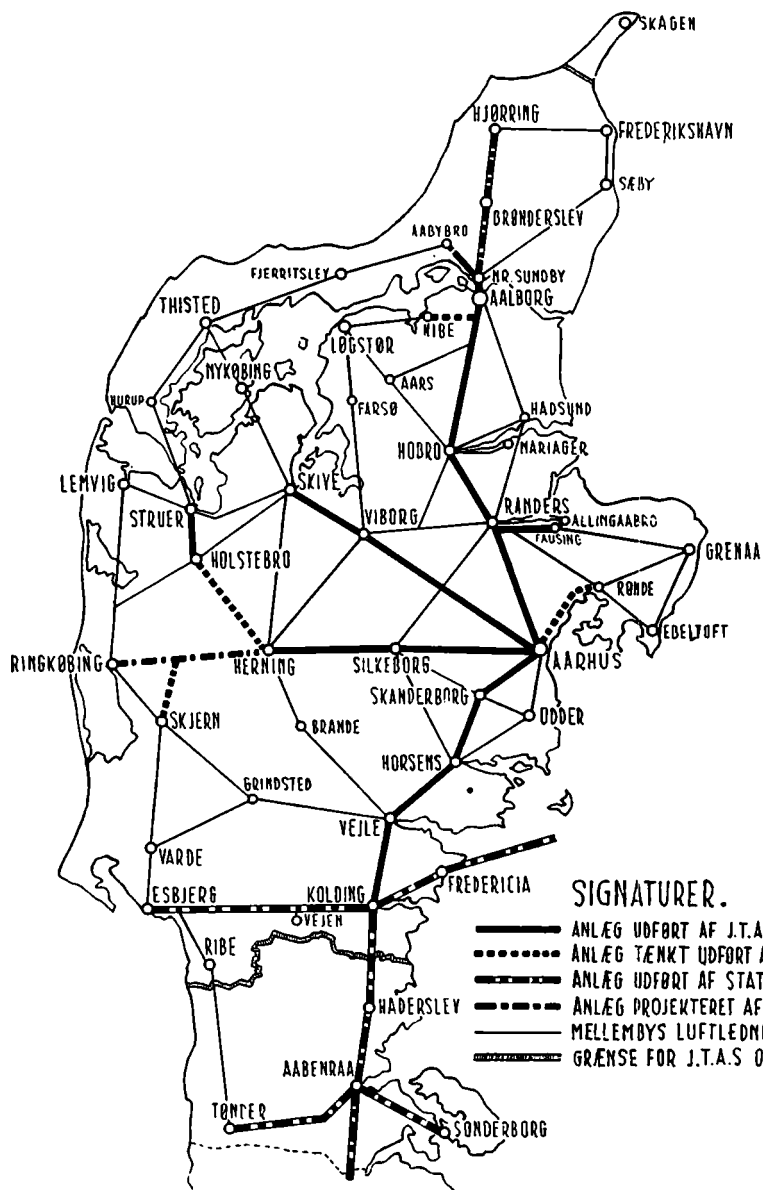 SKAGEN
HJØRRING
FREDERIKSHAVN
SÆBY
BRØNDERSLEV
AABYBRO
NR. SUNDBY
FJERRITSLEV
AALBORG
THISTED
NIBE
LØGSTØR
NYKØBING
AARS
HURUP
FARSØ
HADSUND
HOBRO
MARIAGER
LEMVIG
SKIVE
STRUER
VIBORG
RANDERS
ALLINGAABRO
FAUSING
GRENAA
HOLSTEBRO
RØNDE
EBELTOFT
RINGKØBING
HERNING
SILKEBORG
AARHUS
SKANDERBORG
SKJERN
BRANDE
ODDER
HORSENS
GRINDSTED
VEJLE
VARDE
FREDERICIA
ESBJERG
KOLDING
VEJEN
RIBE
HADERSLEV
AABENRAA
TØNDER
SØNDERBORG
SIGNATURER.
ANLÆG UDFØRT AF J.T.A
ANLÆG TÆNKT UDFØRT A
ANLÆG UDFØRT AF STAT
ANLÆG PROJEKTERET AF
MELLEMBYS LUFTLEDN
GRÆNSE FOR J.T.A.S O